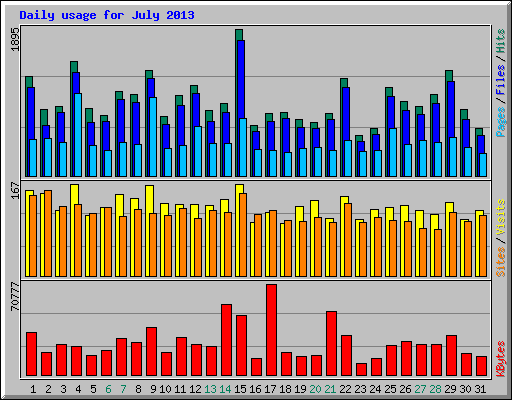 Daily usage for July 2013
1895
Pages / Files / Hits
167
Sites / Visits
70777
KBytes
1 2 3 4 5 6 7 8 9 10 11 12 13 14 15 16 17 18 19 20 21 22 23 24 25 26 27 28 29 30 31